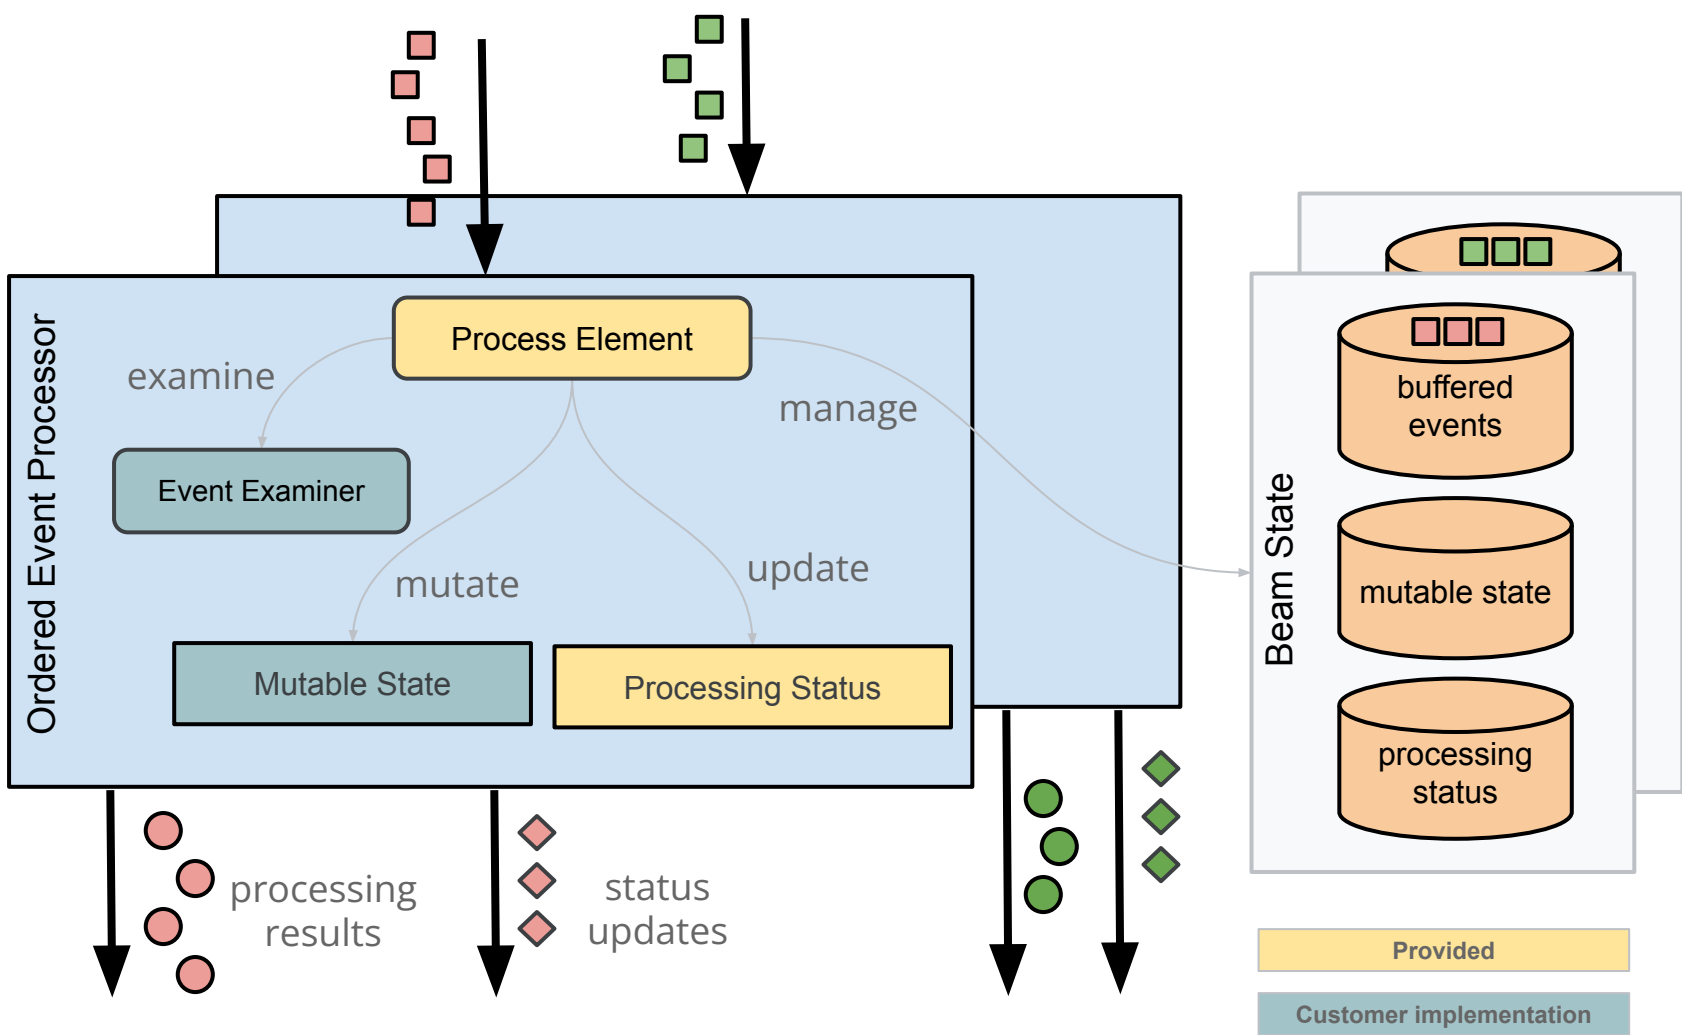 Ordered Event Processor
Process Element
examine
manage
Event Examiner
mutate
update
Mutable State
Processing Status
processing
results
status
updates
Beam State
buffered
events
mutable state
processing
status
Provided
Customer implementation